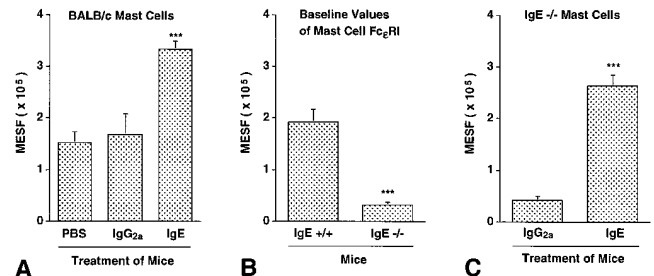 BALB/c Mast Cells
MESF ( x 10⁵)
4
3
2
1
0
***
PBS IgG2a IgE
Treatment of Mice
A
Baseline Values
of Mast Cell FcεRI
MESF ( x 10⁵)
4
3
2
1
0
***
IgE +/+ IgE -/-
Mice
B
IgE -/- Mast Cells
MESF ( x 10⁵)
4
3
2
1
0
***
IgG2a IgE
Treatment of Mice
C